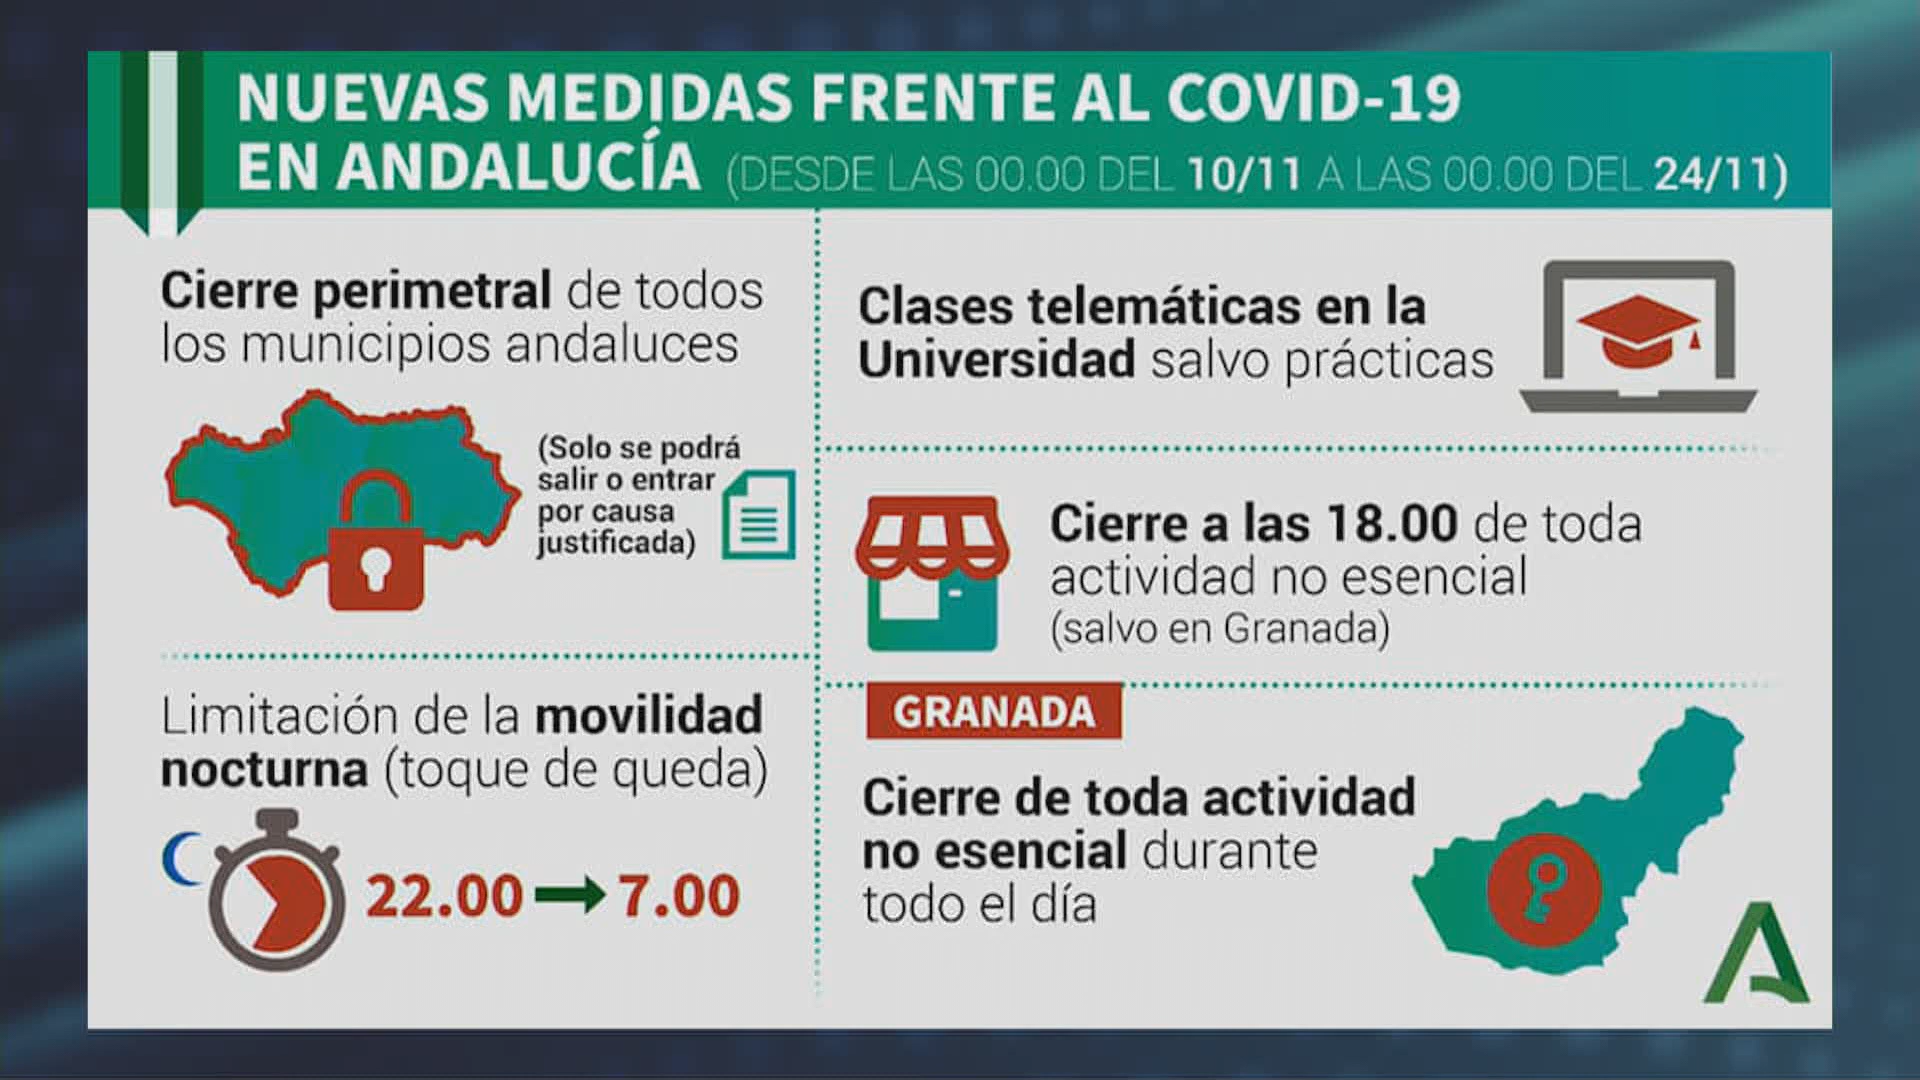 NUEVAS MEDIDAS FRENTE AL COVID-19
EN ANDALUCÍA (DESDE LAS 00.00 DEL 10/11 A LAS 00.00 DEL 24/11)
Cierre perimetral de todos
los municipios andaluces
(Solo se podrá
salir o entrar
por causa
justificada)
Limitación de la movilidad
nocturna (toque de queda)
22.00 → 7.00
Clases telemáticas en la
Universidad salvo prácticas
Cierre a las 18.00 de toda
actividad no esencial
(salvo en Granada)
GRANADA
Cierre de toda actividad
no esencial durante
todo el día